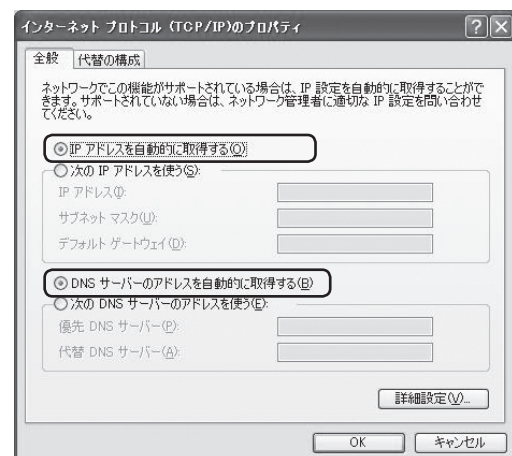 インターネット プロトコル (TCP/IP)のプロパティ
全般
代替の構成
ネットワークでこの機能がサポートされている場合は、IP 設定を自動的に取得することがで
きます。サポートされていない場合は、ネットワーク管理者に適切な IP 設定を問い合わせ
てください。
IP アドレスを自動的に取得する(O)
次の IP アドレスを使う(S):
IP アドレス(I):
サブネット マスク(U):
デフォルト ゲートウェイ(D):
DNS サーバーのアドレスを自動的に取得する(B)
次の DNS サーバーのアドレスを使う(E):
優先 DNS サーバー(P):
代替 DNS サーバー(A):
詳細設定(V)...
OK
キャンセル